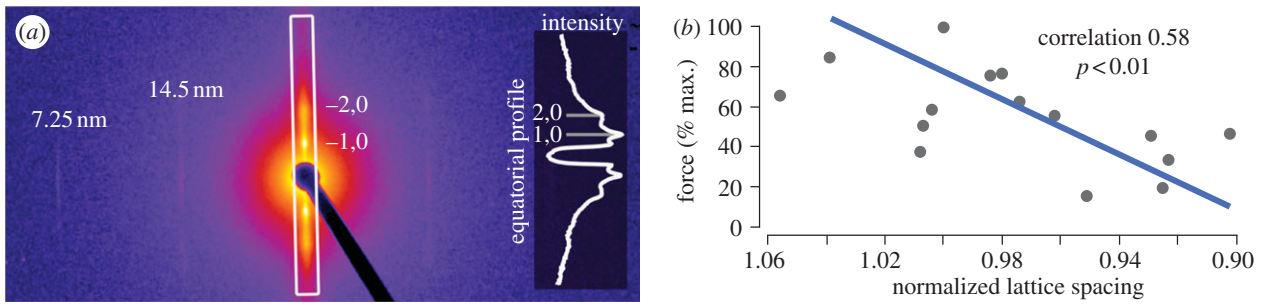 (a)
intensity
14.5 nm
7.25 nm
–2,0
–1,0
2,0
1,0
equatorial profile
(b)
correlation 0.58
p < 0.01
force (% max.)
100
80
60
40
20
0
1.06
1.02
0.98
0.94
0.90
normalized lattice spacing